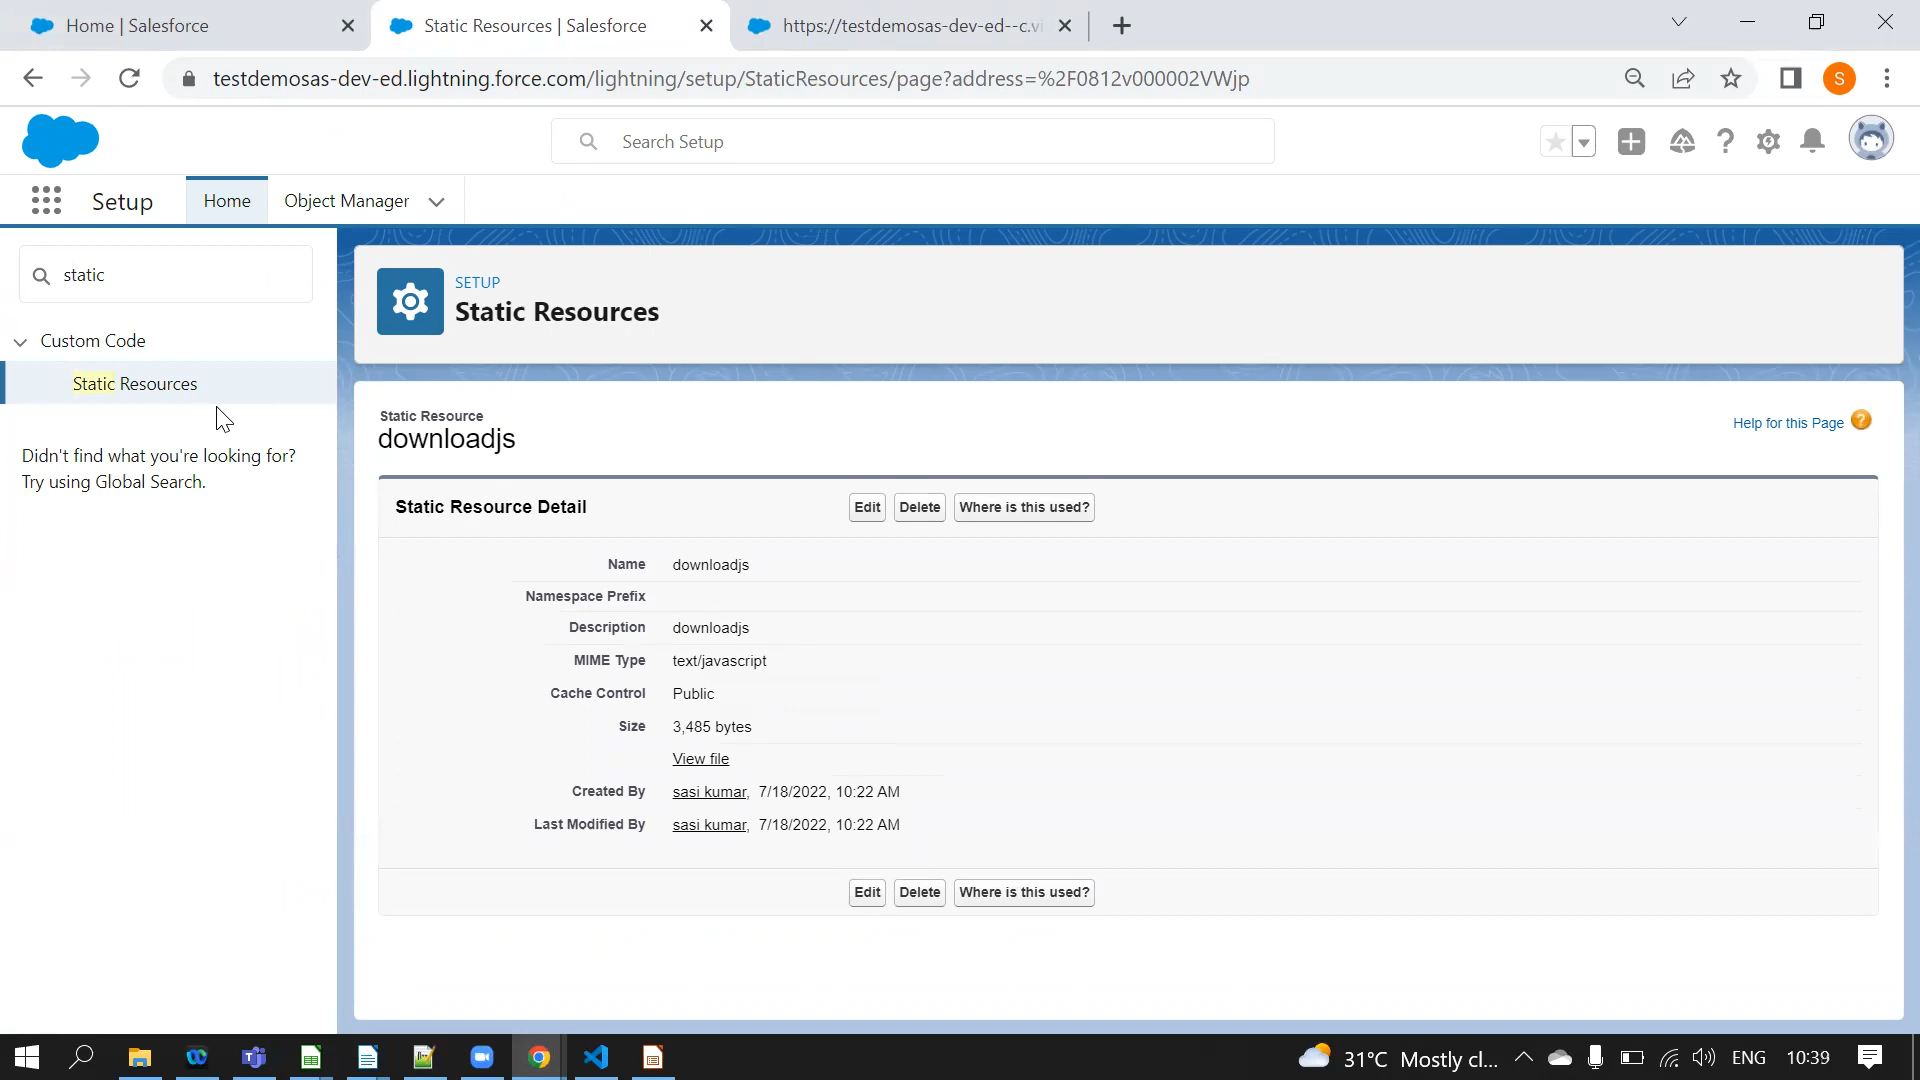 Home | Salesforce
Static Resources | Salesforce
https://testdemosas-dev-ed--c.vi
testdemosas-dev-ed.lightning.force.com/lightning/setup/StaticResources/page?address=%2F0812v000002VWjp
S
Search Setup
Setup
Home
Object Manager
static
Custom Code
Static Resources
Didn't find what you're looking for?
Try using Global Search.
SETUP
Static Resources
Static Resource
downloadjs
Help for this Page ?
Static Resource Detail
Edit
Delete
Where is this used?
Name downloadjs
Namespace Prefix
Description downloadjs
MIME Type text/javascript
Cache Control Public
Size 3,485 bytes
View file
Created By sasi kumar, 7/18/2022, 10:22 AM
Last Modified By sasi kumar, 7/18/2022, 10:22 AM
Edit
Delete
Where is this used?
31°C Mostly cl...
ENG
10:39